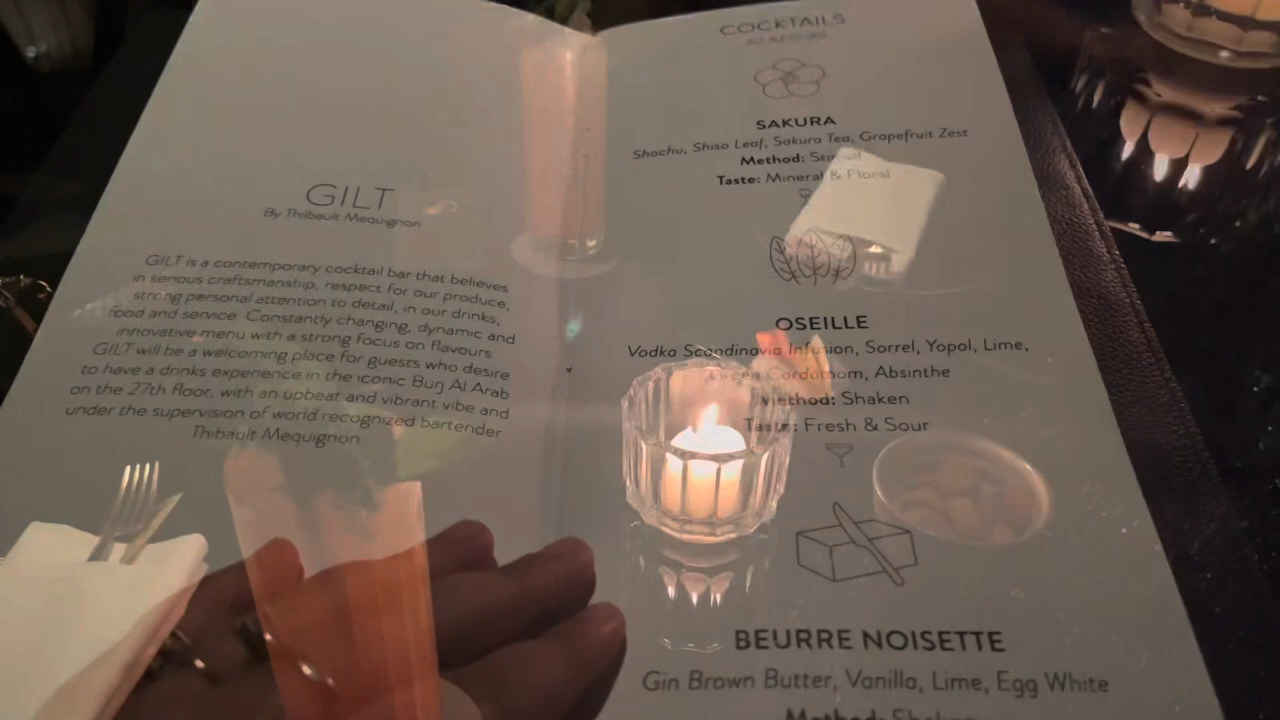 GILT
By Thibault Mequignon
GILT is a contemporary cocktail bar that believes
in serious craftsmanship, respect for our produce,
strong personal attention to detail, in our drinks,
food and service. Constantly changing, dynamic and
innovative menu with a strong focus on flavours.
GILT will be a welcoming place for guests who desire
to have a drinks experience in the iconic Burj Al Arab
on the 27th floor, with an upbeat and vibrant vibe and
under the supervision of world recognized bartender
Thibault Mequignon
COCKTAILS
SAKURA
Shochu, Shiso Leaf, Sakura Tea, Grapefruit Zest
Method:
Taste: Mineral & Floral
OSEILLE
Vodka Scandinavia Infusion, Sorrel, Yopol, Lime,
Cardamom, Absinthe
Method: Shaken
Taste: Fresh & Sour
BEURRE NOISETTE
Gin Brown Butter, Vanilla, Lime, Egg White
Method: Shaken